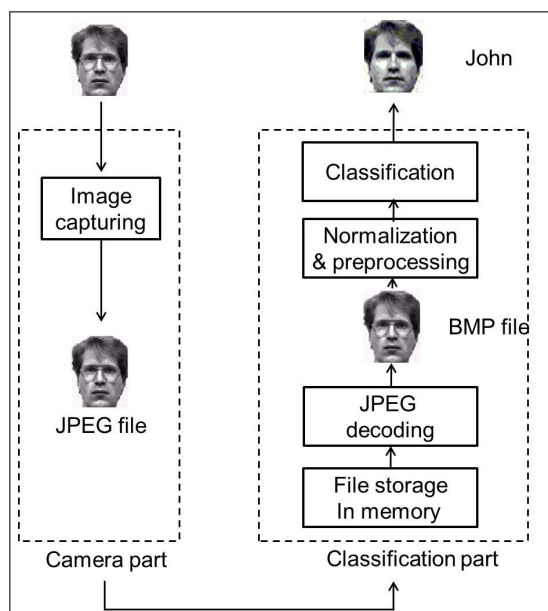 John
Image
capturing
JPEG file
Camera part
Classification
Normalization
& preprocessing
BMP file
JPEG
decoding
File storage
In memory
Classification part